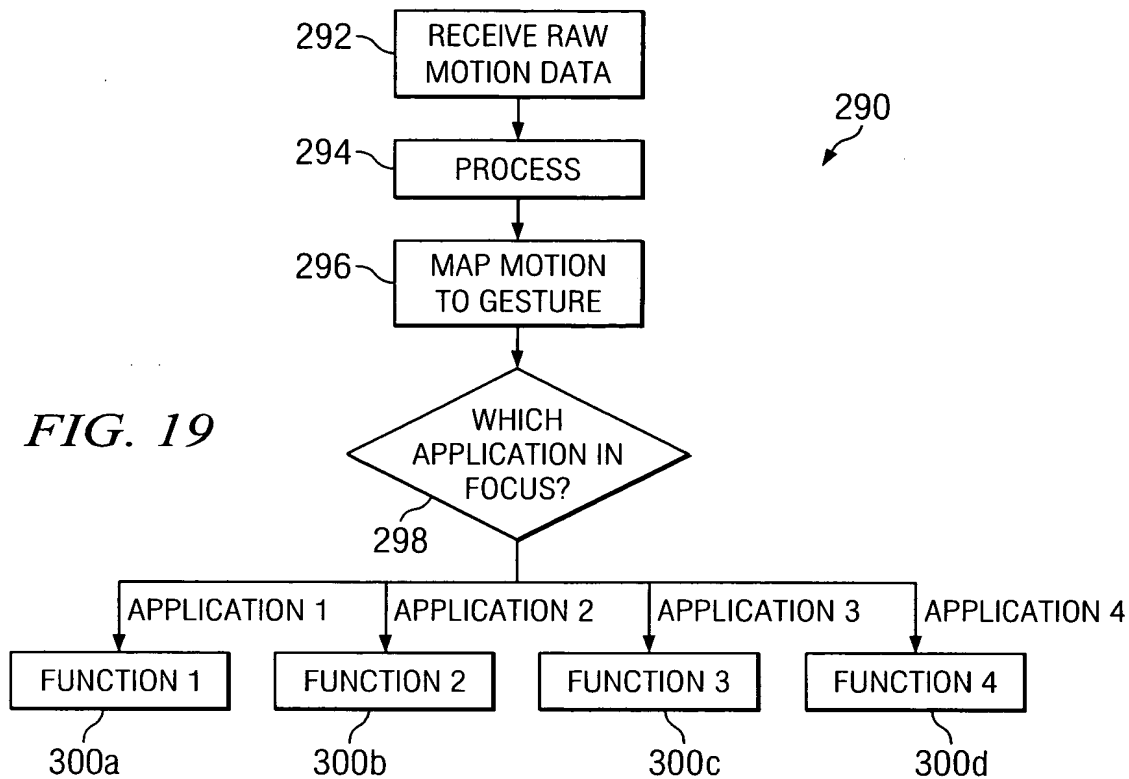 292
RECEIVE RAW
MOTION DATA
290
294
PROCESS
296
MAP MOTION
TO GESTURE
FIG. 19
WHICH
APPLICATION IN
FOCUS?
298
APPLICATION 1
APPLICATION 2
APPLICATION 3
APPLICATION 4
FUNCTION 1
FUNCTION 2
FUNCTION 3
FUNCTION 4
300a
300b
300c
300d